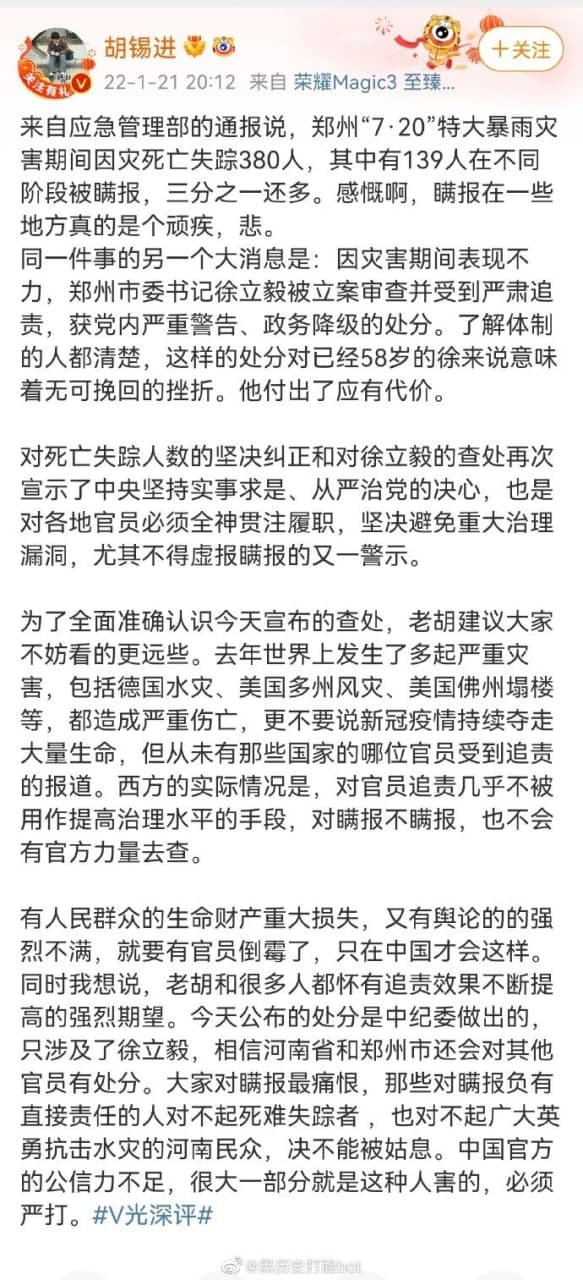 胡锡进
22-1-21 20:12 来自 荣耀Magic3 至臻...
+关注
关注有礼
来自应急管理部的通报说，郑州“7·20”特大暴雨灾
害期间因灾死亡失踪380人，其中有139人在不同
阶段被瞒报，三分之一还多。感慨啊，瞒报在一些
地方真的是个顽疾，悲。
同一件事的另一个大消息是：因灾害期间表现不
力，郑州市委书记徐立毅被立案审查并受到严肃追
责，获党内严重警告、政务降级的处分。了解体制
的人都清楚，这样的处分对已经58岁的徐来说意味
着无可挽回的挫折。他付出了应有代价。
对死亡失踪人数的坚决纠正和对徐立毅的查处再次
宣示了中央坚持实事求是、从严治党的决心，也是
对各地官员必须全神贯注履职，坚决避免重大治理
漏洞，尤其不得虚报瞒报的又一警示。
为了全面准确认识今天宣布的查处，老胡建议大家
不妨看的更远些。去年世界上发生了多起严重灾
害，包括德国水灾、美国多州风灾、美国佛州塌楼
等，都造成严重伤亡，更不要说新冠疫情持续夺走
大量生命，但从未有那些国家的哪位官员受到追责
的报道。西方的实际情况是，对官员追责几乎不被
用作提高治理水平的手段，对瞒报不瞒报，也不会
有官方力量去查。
有人民群众的生命财产重大损失，又有舆论的的强
烈不满，就要有官员倒霉了，只在中国才会这样。
同时我想说，老胡和很多人都怀有追责效果不断提
高的强烈期望。今天公布的处分是中纪委做出的，
只涉及了徐立毅，相信河南省和郑州市还会对其他
官员有处分。大家对瞒报最痛恨，那些对瞒报负有
直接责任的人对不起死难失踪者，也对不起广大英
勇抗击水灾的河南民众，决不能被姑息。中国官方
的公信力不足，很大一部分就是这种人害的，必须
严打。#V光深评#
@黑历史打脸bot